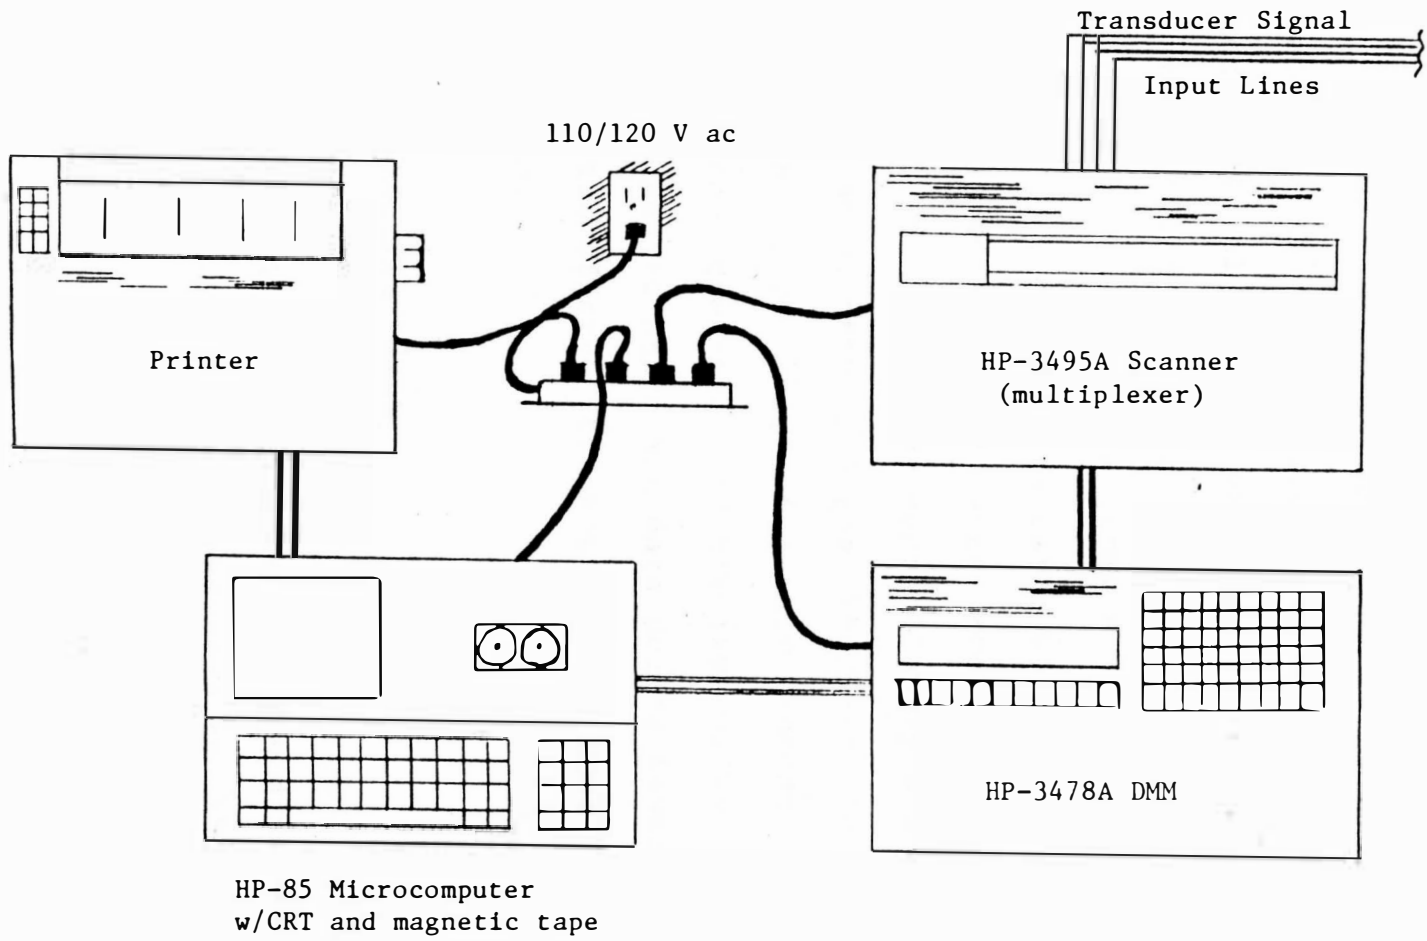 Transducer Signal
Input Lines
110/120 V ac
Printer
HP-3495A Scanner
(multiplexer)
HP-3478A DMM
HP-85 Microcomputer
w/CRT and magnetic tape